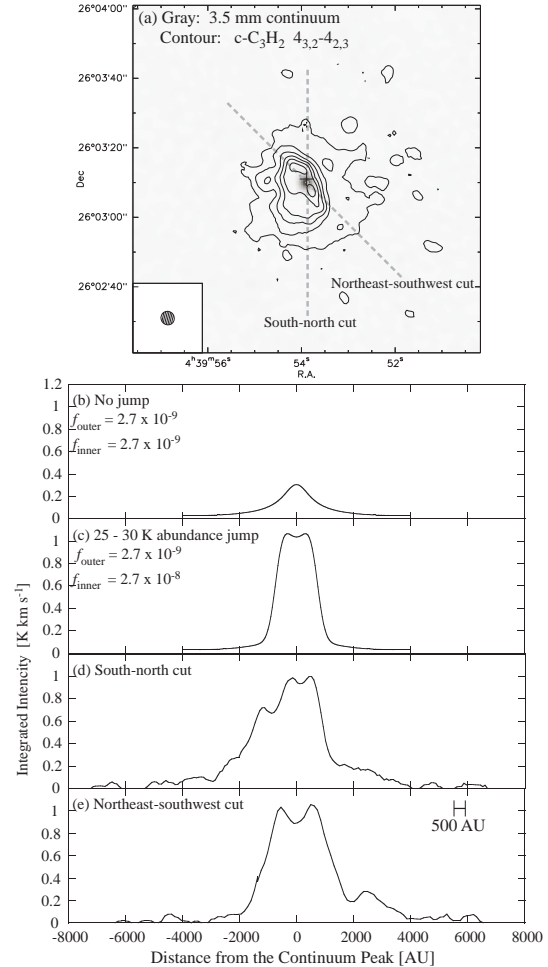 (a) Gray: 3.5 mm continuum
Contour: c-C₃H₂ 4₃,₂-4₂,₃
26°04'00"
26°03'40"
26°03'20"
26°03'00"
26°02'40"
Dec
Northeast-southwest cut
South-north cut
4ʰ39ᵐ56ˢ
54ˢ
52ˢ
R.A.
(b) No jump
f_outer = 2.7 x 10⁻⁹
f_inner = 2.7 x 10⁻⁹
1.2
1
0.8
0.6
0.4
0.2
0
(c) 25 - 30 K abundance jump
f_outer = 2.7 x 10⁻⁹
f_inner = 2.7 x 10⁻⁸
1
0.8
0.6
0.4
0.2
0
(d) South-north cut
1
0.8
0.6
0.4
0.2
0
(e) Northeast-southwest cut
500 AU
1
0.8
0.6
0.4
0.2
0
Integrated Intencity [K km s⁻¹]
-8000 -6000 -4000 -2000 0 2000 4000 6000 8000
Distance from the Continuum Peak [AU]